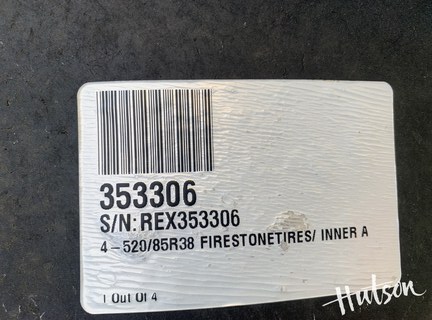 353306
S/N: REX353306
4-520/85R38 FIRESTONETIRES/ INNER A
1 Out Of 4
Hutson